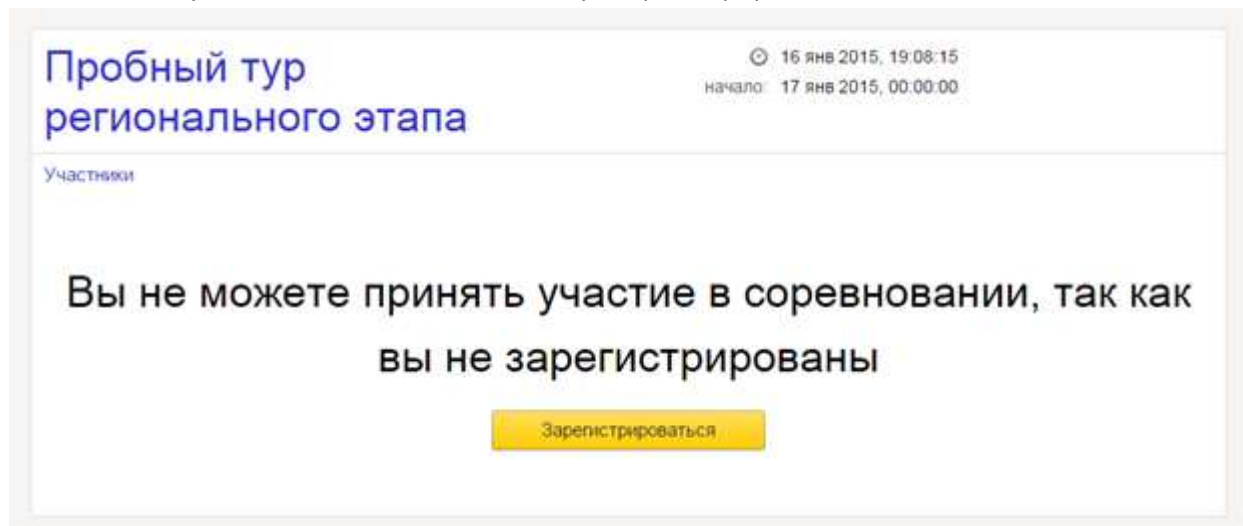 Пробный тур
регионального этапа
16 янв 2015, 19:08:15
начало: 17 янв 2015, 00:00:00
Участники
Вы не можете принять участие в соревновании, так как
вы не зарегистрированы
Зарегистрироваться